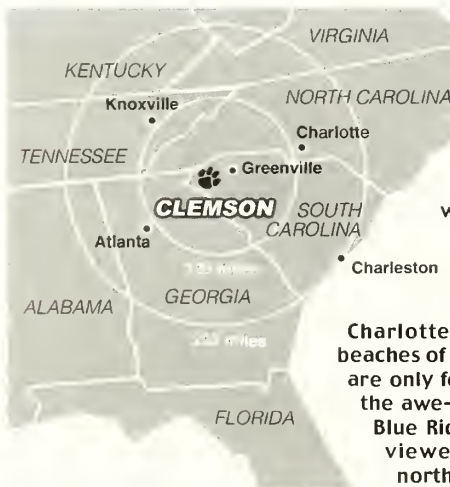 VIRGINIA
KENTUCKY
Knoxville
NORTH CAROLINA
Charlotte
TENNESSEE
Greenville
CLEMSON
SOUTH
CAROLINA
Atlanta
Charleston
GEORGIA
ALABAMA
miles
FLORIDA
w
Charlotte
beaches of
are only f
the awe-
Blue Ri
viewe
north